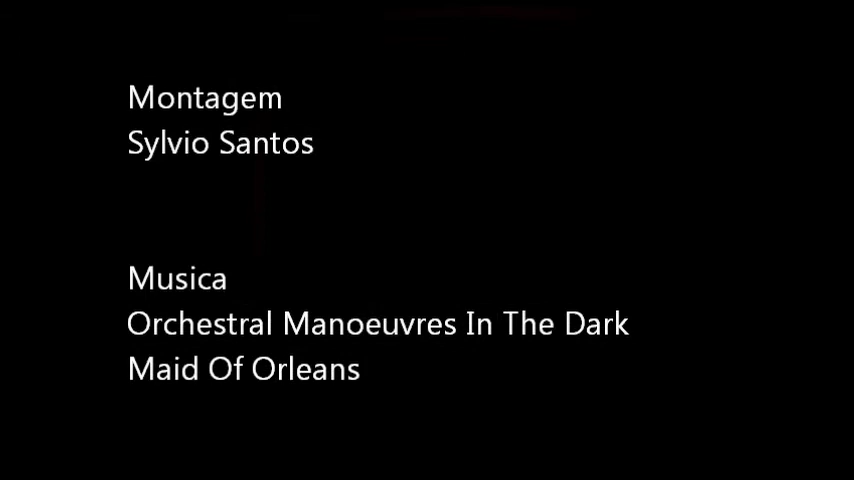 Montagem
Sylvio Santos
Musica
Orchestral Manoeuvres In The Dark
Maid Of Orleans